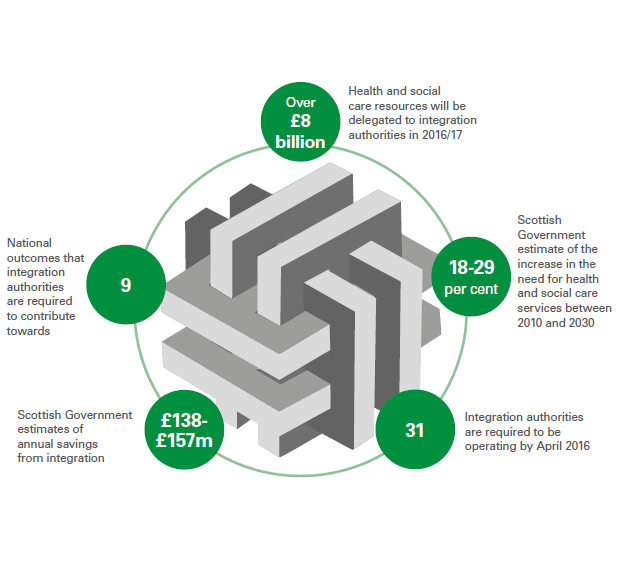 Over
£8
billion
Health and social
care resources will be
delegated to integration
authorities in 2016/17
18-29
per cent
Scottish
Government
estimate of the
increase in the
need for health
and social care
services between
2010 and 2030
31
Integration authorities
are required to be
operating by April 2016
£138-
£157m
Scottish Government
estimates of
annual savings
from integration
9
National
outcomes that
integration
authorities
are required
to contribute
towards